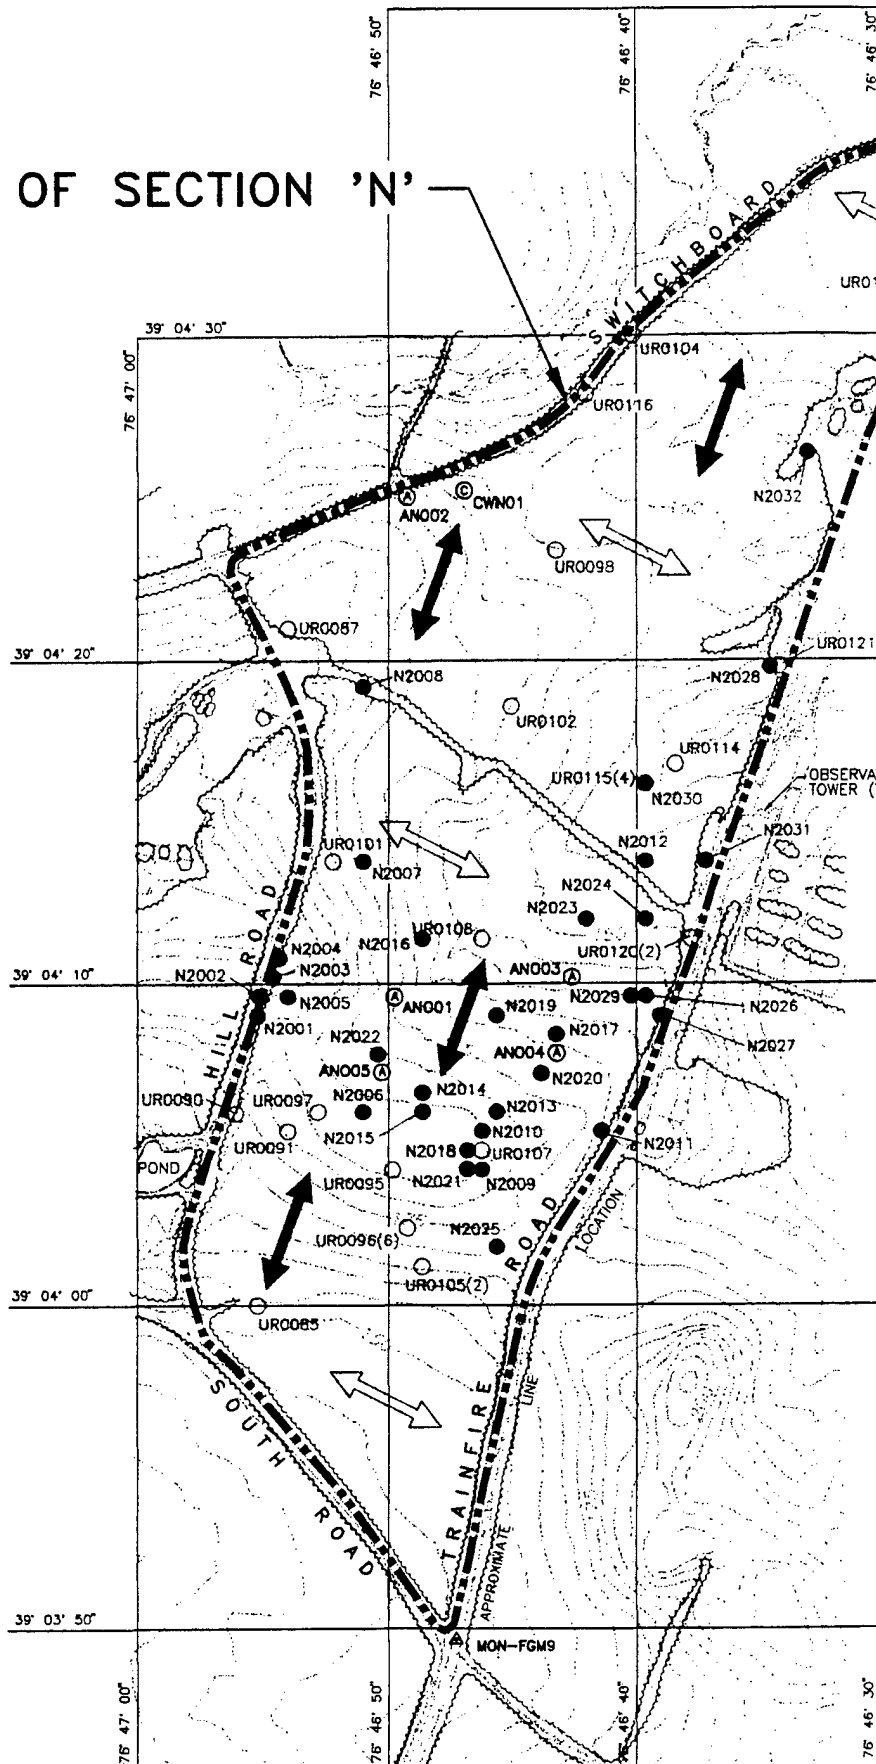 76° 46' 50"
76° 46' 40"
76° 46' 30"
OF SECTION 'N'
SWITCHBOARD
39° 04' 30"
76° 47' 00"
UR0104
UR0116
N2032
AN002
CWN01
UR0098
UR0087
39° 04' 20"
UR0121
N2008
N2028
UR0102
UR0114
UR0115(4)
N2030
TOWER
UR0101
N2007
N2012
N2031
N2024
N2023
HILL ROAD
N2004
N2016
UR0108
UR0120(2)
N2003
N2002
AN003
39° 04' 10"
N2005
AN001
N2029
N2026
N2001
N2019
N2022
N2017
N2027
AN005
AN004
N2014
N2020
N2006
UR0090
UR0097
N2015
N2013
N2010
N2011
UR0091
N2018
UR0107
POND
UR0095
N2021
N2009
N2025
UR0096(6)
UR0105(2)
39° 04' 00"
UR0085
TRAINFIRE ROAD
APPROXIMATE LINE LOCATION
SOUTH ROAD
39° 03' 50"
MON-FGM9
76° 47' 00"
76° 46' 50"
76° 46' 40"
76° 46' 30"